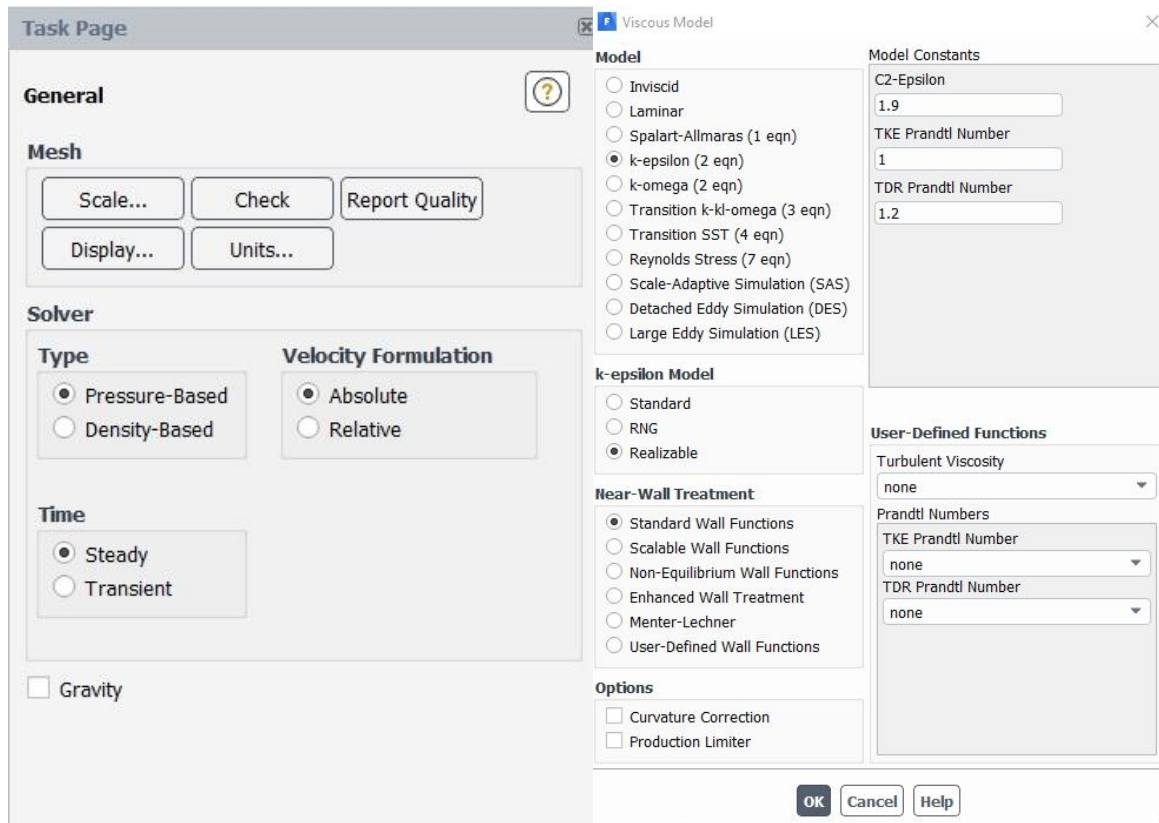 Task Page
General
Mesh
Scale... Check Report Quality
Display... Units...
Solver
Type Velocity Formulation
Pressure-Based Absolute
Density-Based Relative
Time
Steady
Transient
Gravity
Viscous Model
Model
Inviscid
Laminar
Spalart-Allmaras (1 eqn)
k-epsilon (2 eqn)
k-omega (2 eqn)
Transition k-kl-omega (3 eqn)
Transition SST (4 eqn)
Reynolds Stress (7 eqn)
Scale-Adaptive Simulation (SAS)
Detached Eddy Simulation (DES)
Large Eddy Simulation (LES)
k-epsilon Model
Standard
RNG
Realizable
Near-Wall Treatment
Standard Wall Functions
Scalable Wall Functions
Non-Equilibrium Wall Functions
Enhanced Wall Treatment
Menter-Lechner
User-Defined Wall Functions
Options
Curvature Correction
Production Limiter
Model Constants
C2-Epsilon
1.9
TKE Prandtl Number
1
TDR Prandtl Number
1.2
User-Defined Functions
Turbulent Viscosity
none
Prandtl Numbers
TKE Prandtl Number
none
TDR Prandtl Number
none
OK Cancel Help